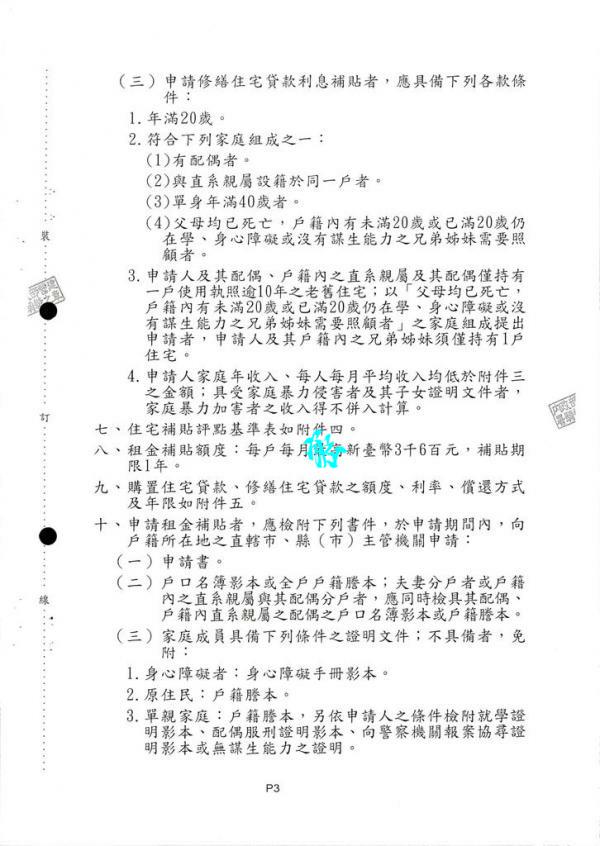 (三)申請修繕住宅貸款利息補貼者，應具備下列各款條
件：
1.年滿20歲。
2.符合下列家庭組成之一：
(1)有配偶者。
(2)與直系親屬設籍於同一戶者。
(3)單身年滿40歲者。
(4)父母均已死亡，戶籍內有未滿20歲或已滿20歲仍
在學、身心障礙或沒有謀生能力之兄弟姊妹需要照
顧者。
3.申請人及其配偶、戶籍內之直系親屬及其配偶僅持有
一戶使用執照逾10年之老舊住宅；以「父母均已死亡，
戶籍內有未滿20歲或已滿20歲仍在學、身心障礙或沒
有謀生能力之兄弟姊妹需要照顧者」之家庭組成提出
申請者，申請人及其戶籍內之兄弟姊妹須僅持有1戶
住宅。
4.申請人家庭年收入、每人每月平均收入均低於附件三
之金額；具受家庭暴力侵害者及其子女證明文件者，
家庭暴力加害者之收入得不併入計算。
七、住宅補貼評點基準表如附件四。
八、租金補貼額度：每戶每月新臺幣3千6百元，補貼期
限1年。
九、購置住宅貸款、修繕住宅貸款之額度、利率、償還方式
及年限如附件五。
十、申請租金補貼者，應檢附下列書件，於申請期間內，向
戶籍所在地之直轄市、縣（市）主管機關申請：
(一)申請書。
(二)戶口名簿影本或全戶戶籍謄本；夫妻分戶者或戶籍
內之直系親屬與其配偶分戶者，應同時檢具其配偶、
戶籍內直系親屬之配偶之戶口名簿影本或戶籍謄本。
(三)家庭成員具備下列條件之證明文件；不具備者，免
附：
1.身心障礙者：身心障礙手冊影本。
2.原住民：戶籍謄本。
3.單親家庭：戶籍謄本，另依申請人之條件檢附就學證
明影本、配偶服刑證明影本、向警察機關報案協尋證
明影本或無謀生能力之證明。
裝
訂
線
P3